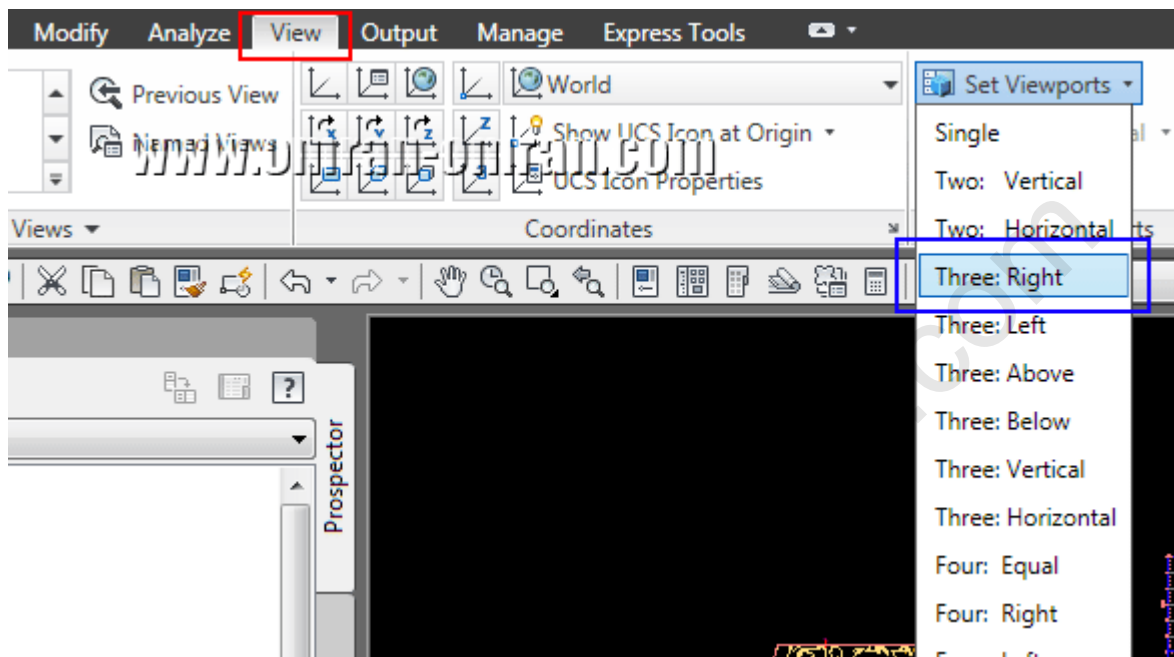 Modify Analyze View Output Manage Express Tools
Previous View
World
Set Viewports
Named Views
Show UCS Icon at Origin
UCS Icon Properties
Views
Coordinates
ts
Single
Two: Vertical
Two: Horizontal
Three: Right
Three: Left
Three: Above
Three: Below
Three: Vertical
Three: Horizontal
Four: Equal
Four: Right
Prospector
.com